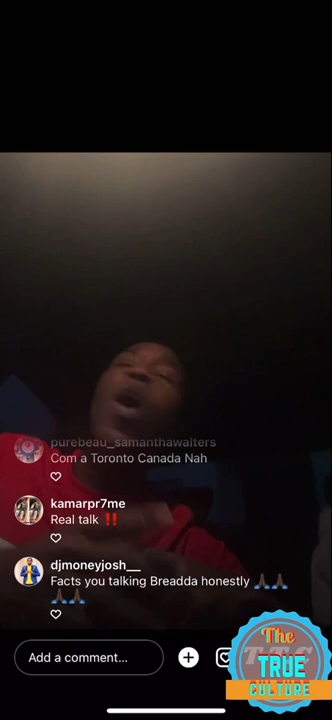 purebeau_samanthawalters
Com a Toronto Canada Nah
kamarpr7me
Real talk ‼️
djmoneyjosh__
Facts you talking Breadda honestly 🙏🏿🙏🏿
🙏🏿🙏🏿
Add a comment...
The
T.T.C
TRUE
CULTURE